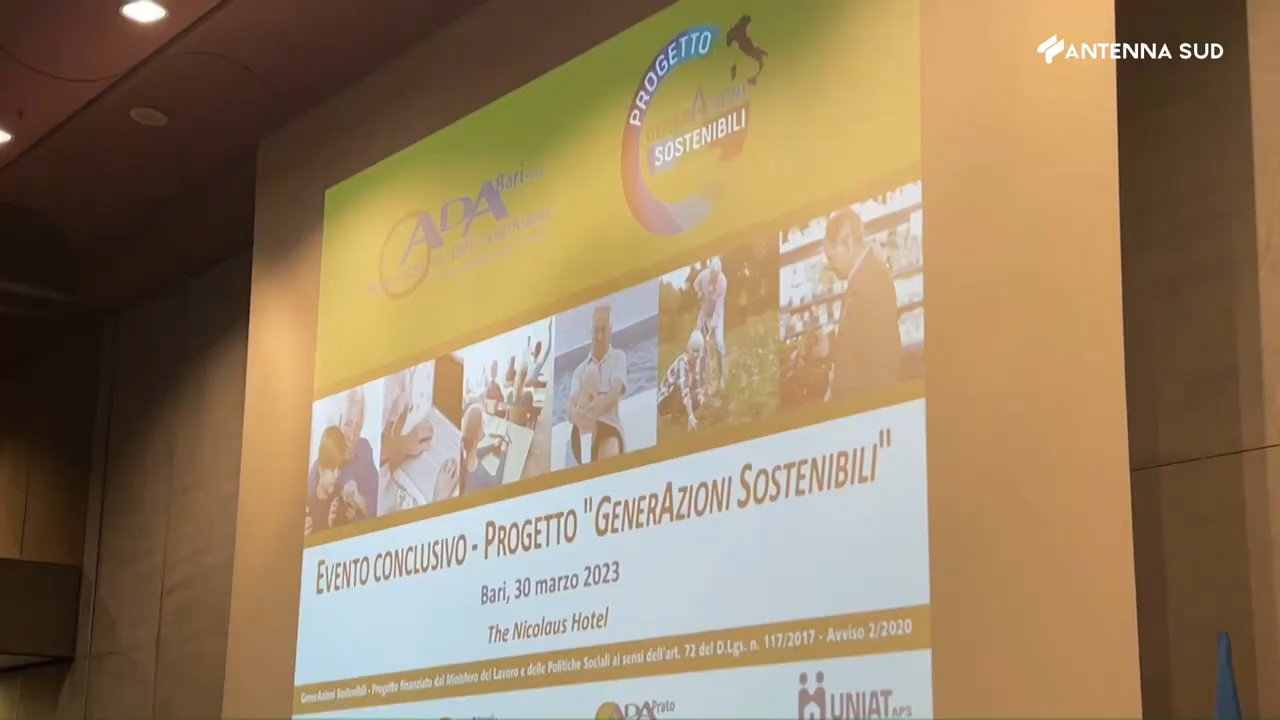 ANTENNA SUD
PROGETTO
GENERAZIONI
SOSTENIBILI
ADA Bari
EVENTO CONCLUSIVO - PROGETTO "GENERAZIONI SOSTENIBILI"
Bari, 30 marzo 2023
The Nicolaus Hotel
GenerAzioni Sostenibili - Progetto finanziato dal Ministero del Lavoro e delle Politiche Sociali ai sensi dell'art. 72 del D.Lgs. n. 117/2017 - Avviso 2/2020
ADA Prato
UNIAT APS